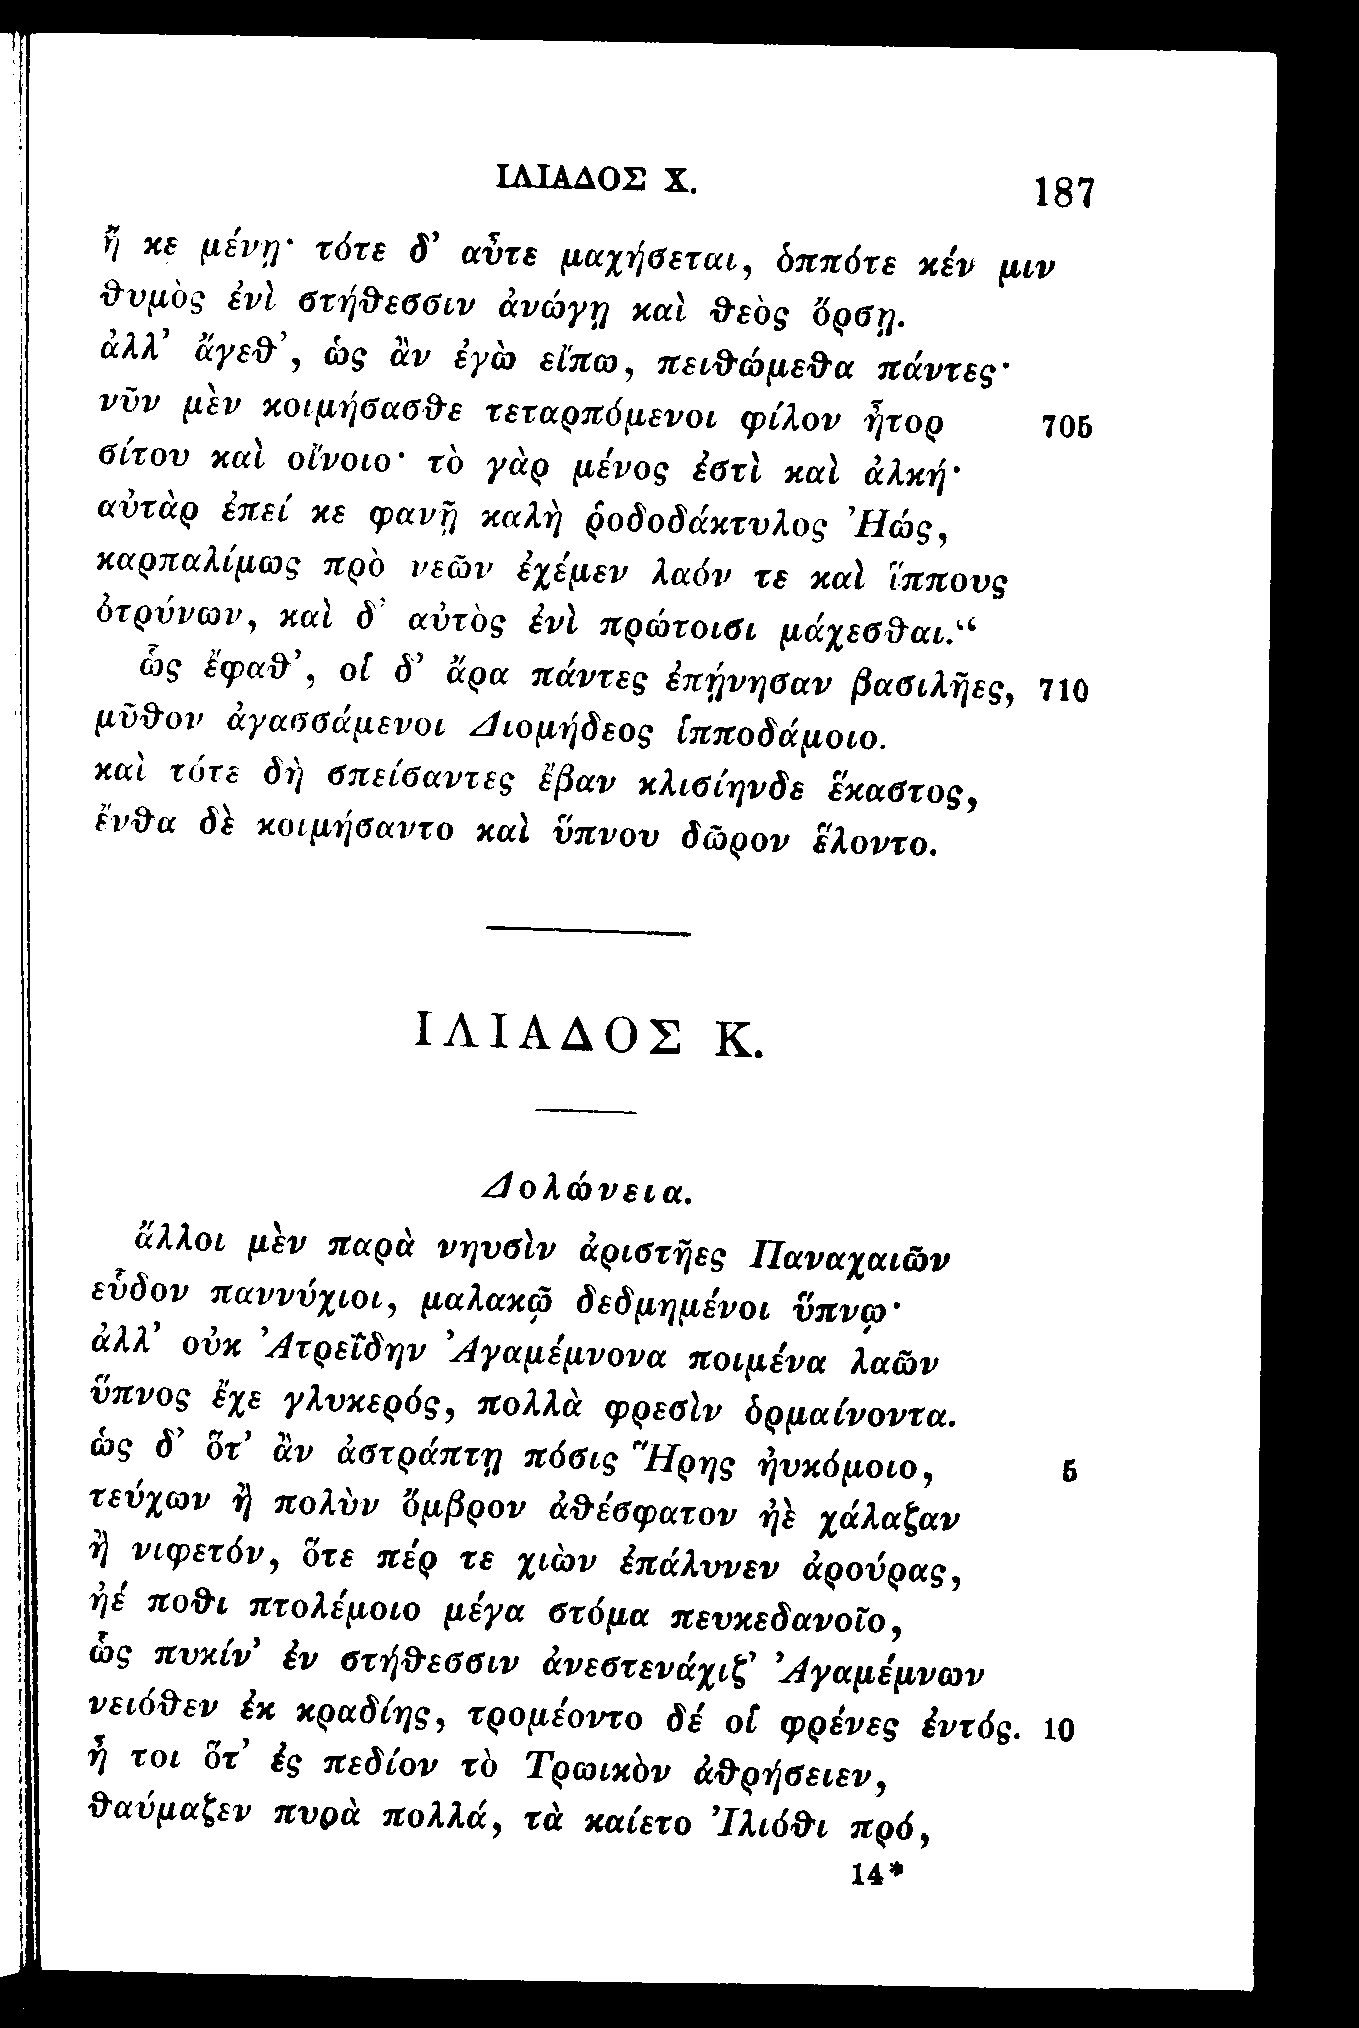 ΙΛΙΑΔΟΣ Χ.
187
ἤ κε μένῃ· τότε δ’ αὖτε μαχήσεται, ὁππότε κέν μιν
θυμὸς ἐνὶ στήθεσσιν ἀνώγῃ καὶ θεὸς ὄρσῃ.
ἀλλ’ ἄγεθ’, ὡς ἂν ἐγὼ εἴπω, πειθώμεθα πάντες·
νῦν μὲν κοιμήσασθε τεταρπόμενοι φίλον ἦτορ 705
σίτου καὶ οἴνοιο· τὸ γὰρ μένος ἐστὶ καὶ ἀλκή·
αὐτὰρ ἐπεί κε φανῇ καλὴ ῥοδοδάκτυλος Ἠώς,
καρπαλίμως πρὸ νεῶν ἐχέμεν λαόν τε καὶ ἵππους
ὀτρύνων, καὶ δ’ αὐτὸς ἐνὶ πρώτοισι μάχεσθαι.“
ὣς ἔφαθ’, οἳ δ’ ἄρα πάντες ἐπῄνησαν βασιλῆες, 710
μῦθον ἀγασσάμενοι Διομήδεος ἱπποδάμοιο.
καὶ τότε δὴ σπείσαντες ἔβαν κλισίηνδε ἕκαστος,
ἔνθα δὲ κοιμήσαντο καὶ ὕπνου δῶρον ἕλοντο.
ΙΛΙΑΔΟΣ Κ.
Δολώνεια.
ἄλλοι μὲν παρὰ νηυσὶν ἀριστῆες Παναχαιῶν
εὗδον παννύχιοι, μαλακῷ δεδμημένοι ὕπνῳ·
ἀλλ’ οὐκ Ἀτρεΐδην Ἀγαμέμνονα ποιμένα λαῶν
ὕπνος ἔχε γλυκερός, πολλὰ φρεσὶν ὁρμαίνοντα.
ὡς δ’ ὅτ’ ἂν ἀστράπτῃ πόσις Ἥρης ἠυκόμοιο, 5
τεύχων ἢ πολὺν ὄμβρον ἀθέσφατον ἠὲ χάλαζαν
ἢ νιφετόν, ὅτε πέρ τε χιὼν ἐπάλυνεν ἀρούρας,
ἠέ ποθι πτολέμοιο μέγα στόμα πευκεδανοῖο,
ὣς πυκίν’ ἐν στήθεσσιν ἀνεστενάχιζ’ Ἀγαμέμνων
νειόθεν ἐκ κραδίης, τρομέοντο δέ οἱ φρένες ἐντός. 10
ἦ τοι ὅτ’ ἐς πεδίον τὸ Τρωικὸν ἀθρήσειεν,
θαύμαζεν πυρὰ πολλά, τὰ καίετο Ἰλιόθι πρό,
14*